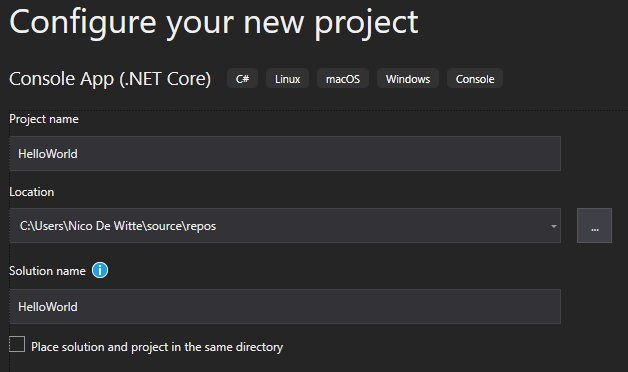 Configure your new project
Console App (.NET Core) C# Linux macOS Windows Console
Project name
HelloWorld
Location
C:\Users\Nico De Witte\source\repos ...
Solution name i
HelloWorld
Place solution and project in the same directory